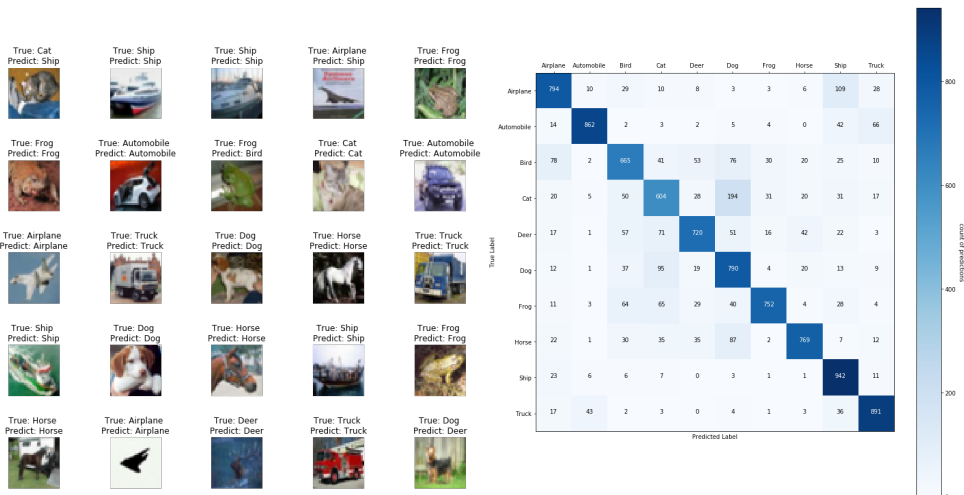 True: Cat
Predict: Ship
True: Ship
Predict: Ship
True: Ship
Predict: Ship
True: Airplane
Predict: Airplane
True: Frog
Predict: Frog
True: Frog
Predict: Frog
True: Automobile
Predict: Automobile
True: Frog
Predict: Bird
True: Cat
Predict: Cat
True: Automobile
Predict: Automobile
True: Airplane
Predict: Airplane
True: Truck
Predict: Truck
True: Dog
Predict: Dog
True: Horse
Predict: Horse
True: Truck
Predict: Truck
True: Ship
Predict: Ship
True: Dog
Predict: Dog
True: Horse
Predict: Horse
True: Ship
Predict: Ship
True: Frog
Predict: Frog
True: Horse
Predict: Horse
True: Airplane
Predict: Airplane
True: Deer
Predict: Deer
True: Truck
Predict: Truck
True: Dog
Predict: Deer
Airplane Automobile Bird Cat Deer Dog Frog Horse Ship Truck
Airplane 794 10 29 10 8 3 3 6 109 28
Automobile 14 862 2 3 2 5 4 0 42 66
Bird 78 2 665 41 53 76 30 20 25 10
Cat 20 5 50 604 28 194 31 20 31 17
Deer 17 1 57 71 720 51 16 42 22 3
Dog 12 1 37 95 19 790 4 20 13 9
Frog 11 3 64 65 29 40 752 4 28 4
Horse 22 1 30 35 35 87 2 769 7 12
Ship 23 6 6 7 0 3 1 1 942 11
Truck 17 43 2 3 0 4 1 3 36 891
True Label
Predicted Label
800
600
400
200
count of predictions